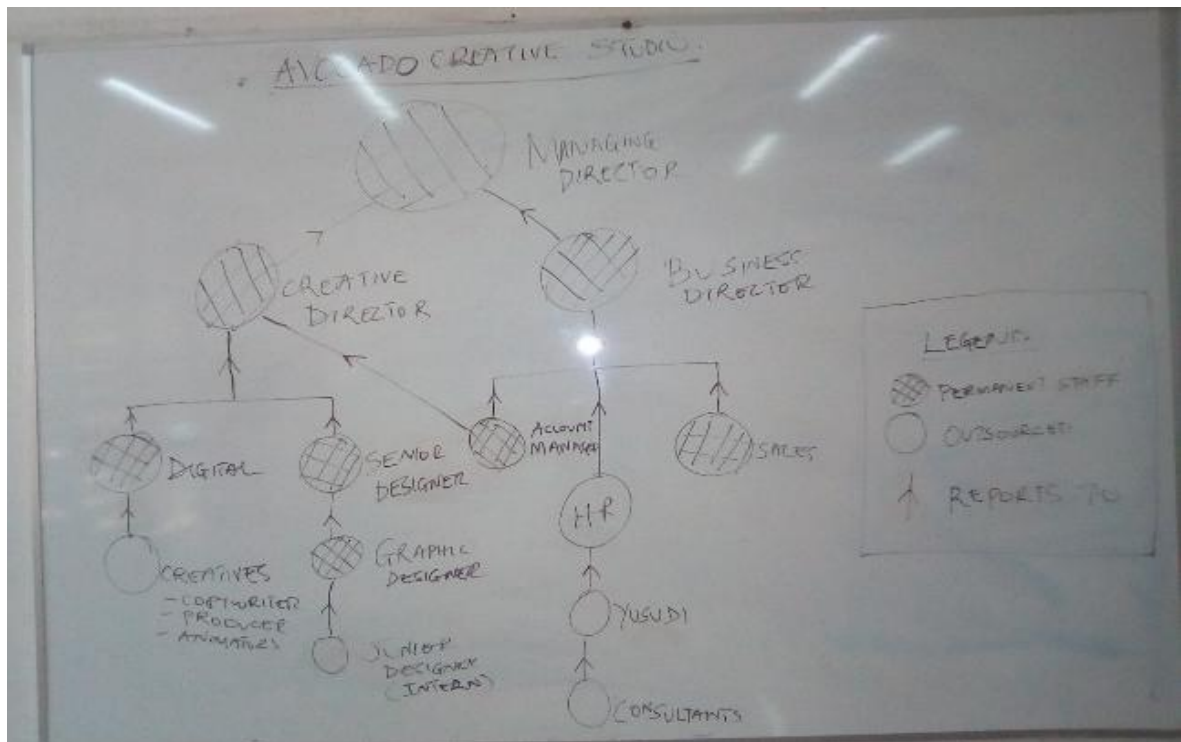 . AVOCADO CREATIVE STUDIO.
MANAGING
DIRECTOR
CREATIVE
DIRECTOR
BUSINESS
DIRECTOR
LEGEND.
PERMANENT STAFF
OUTSOURCED
REPORTS TO
DIGITAL
SENIOR
DESIGNER
ACCOUNT
MANAGER
SALES
HR
CREATIVES
- COPYWRITER
- PRODUCER
- ANIMATORS
GRAPHIC
DESIGNER
JUNIOR
DESIGNER
(INTERN)
YUSUDI
CONSULTANTS